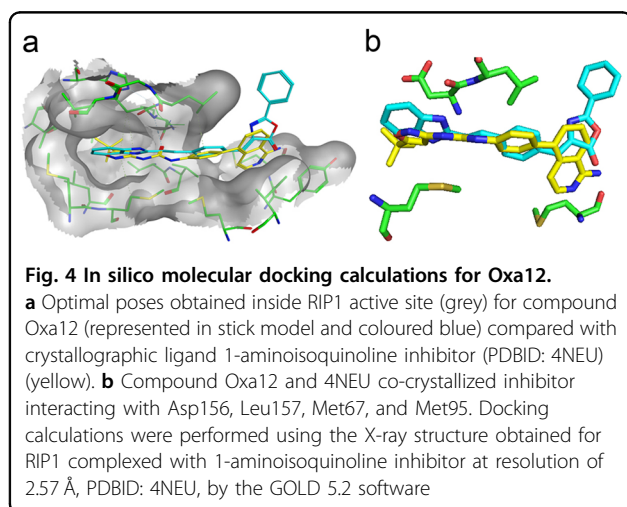 a
b
Fig. 4 In silico molecular docking calculations for Oxa12.
a Optimal poses obtained inside RIP1 active site (grey) for compound
Oxa12 (represented in stick model and coloured blue) compared with
crystallographic ligand 1-aminoisoquinoline inhibitor (PDBID: 4NEU)
(yellow). b Compound Oxa12 and 4NEU co-crystallized inhibitor
interacting with Asp156, Leu157, Met67, and Met95. Docking
calculations were performed using the X-ray structure obtained for
RIP1 complexed with 1-aminoisoquinoline inhibitor at resolution of
2.57 Å, PDBID: 4NEU, by the GOLD 5.2 software